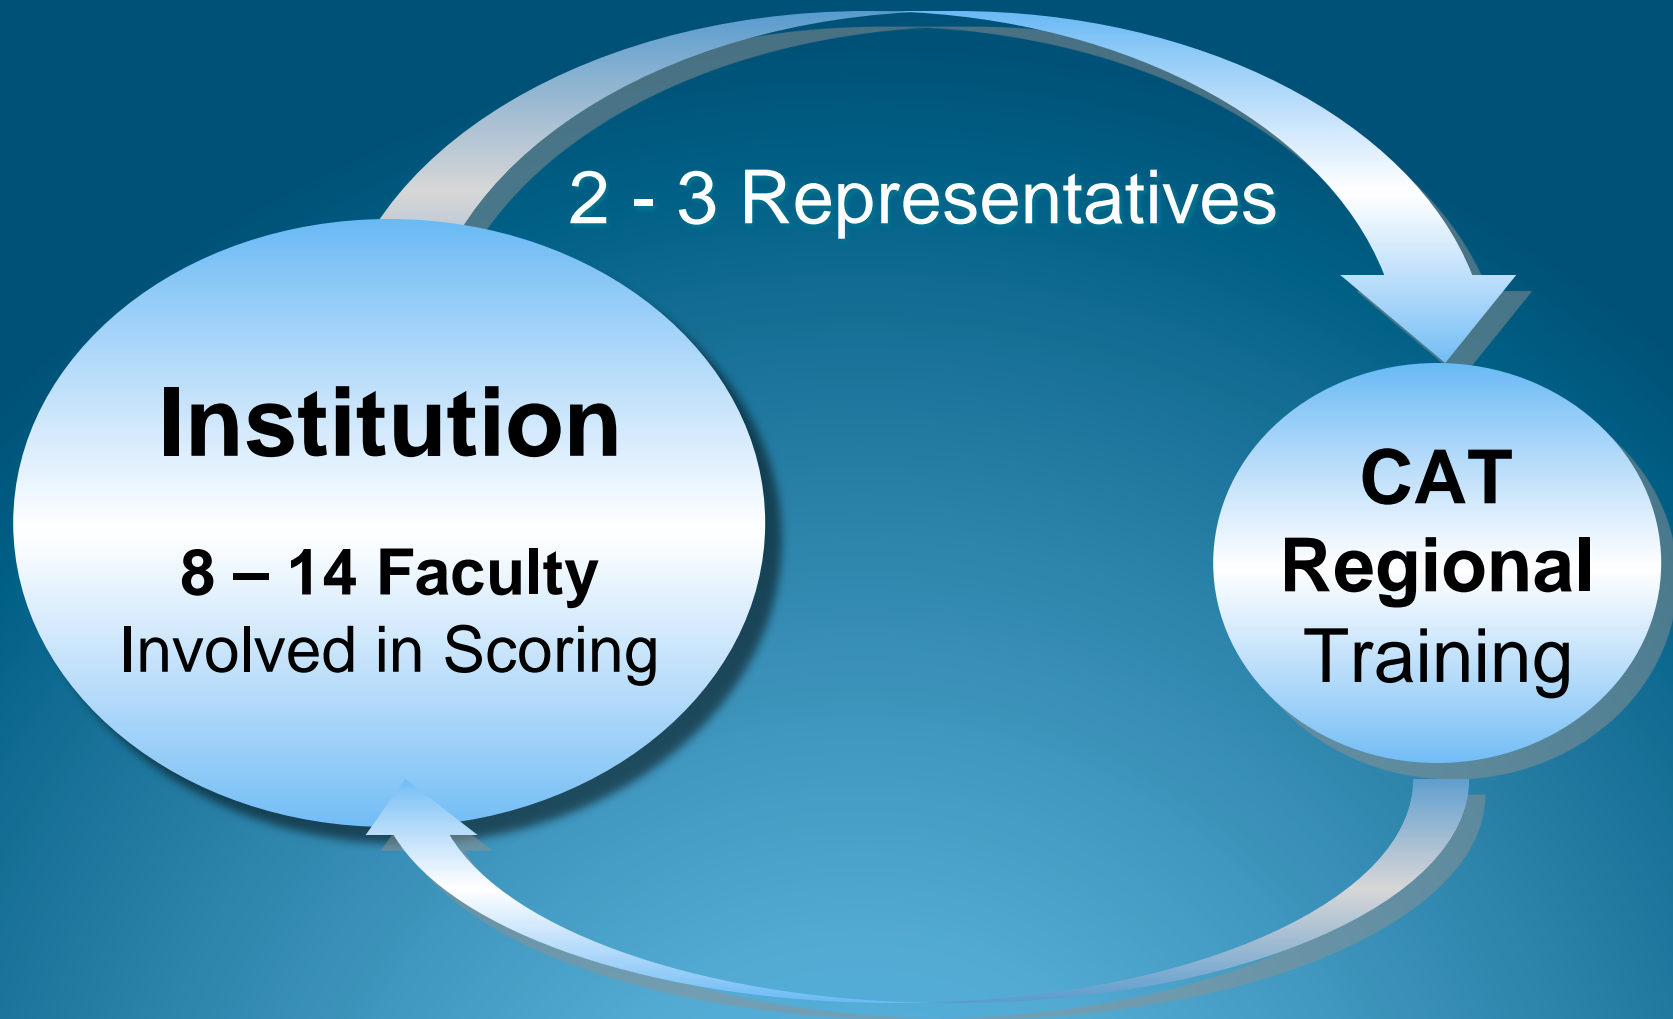 2 - 3 Representatives
Institution
8 – 14 Faculty
Involved in Scoring
CAT
Regional
Training